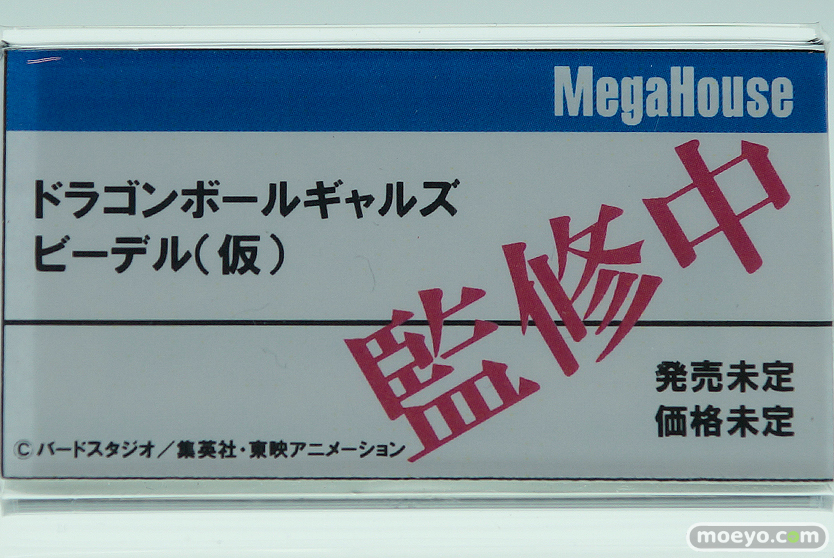 MegaHouse
ドラゴンボールギャルズ
ビーデル(仮)
監修中
発売未定
価格未定
©バードスタジオ/集英社・東映アニメーション
moeyo.com